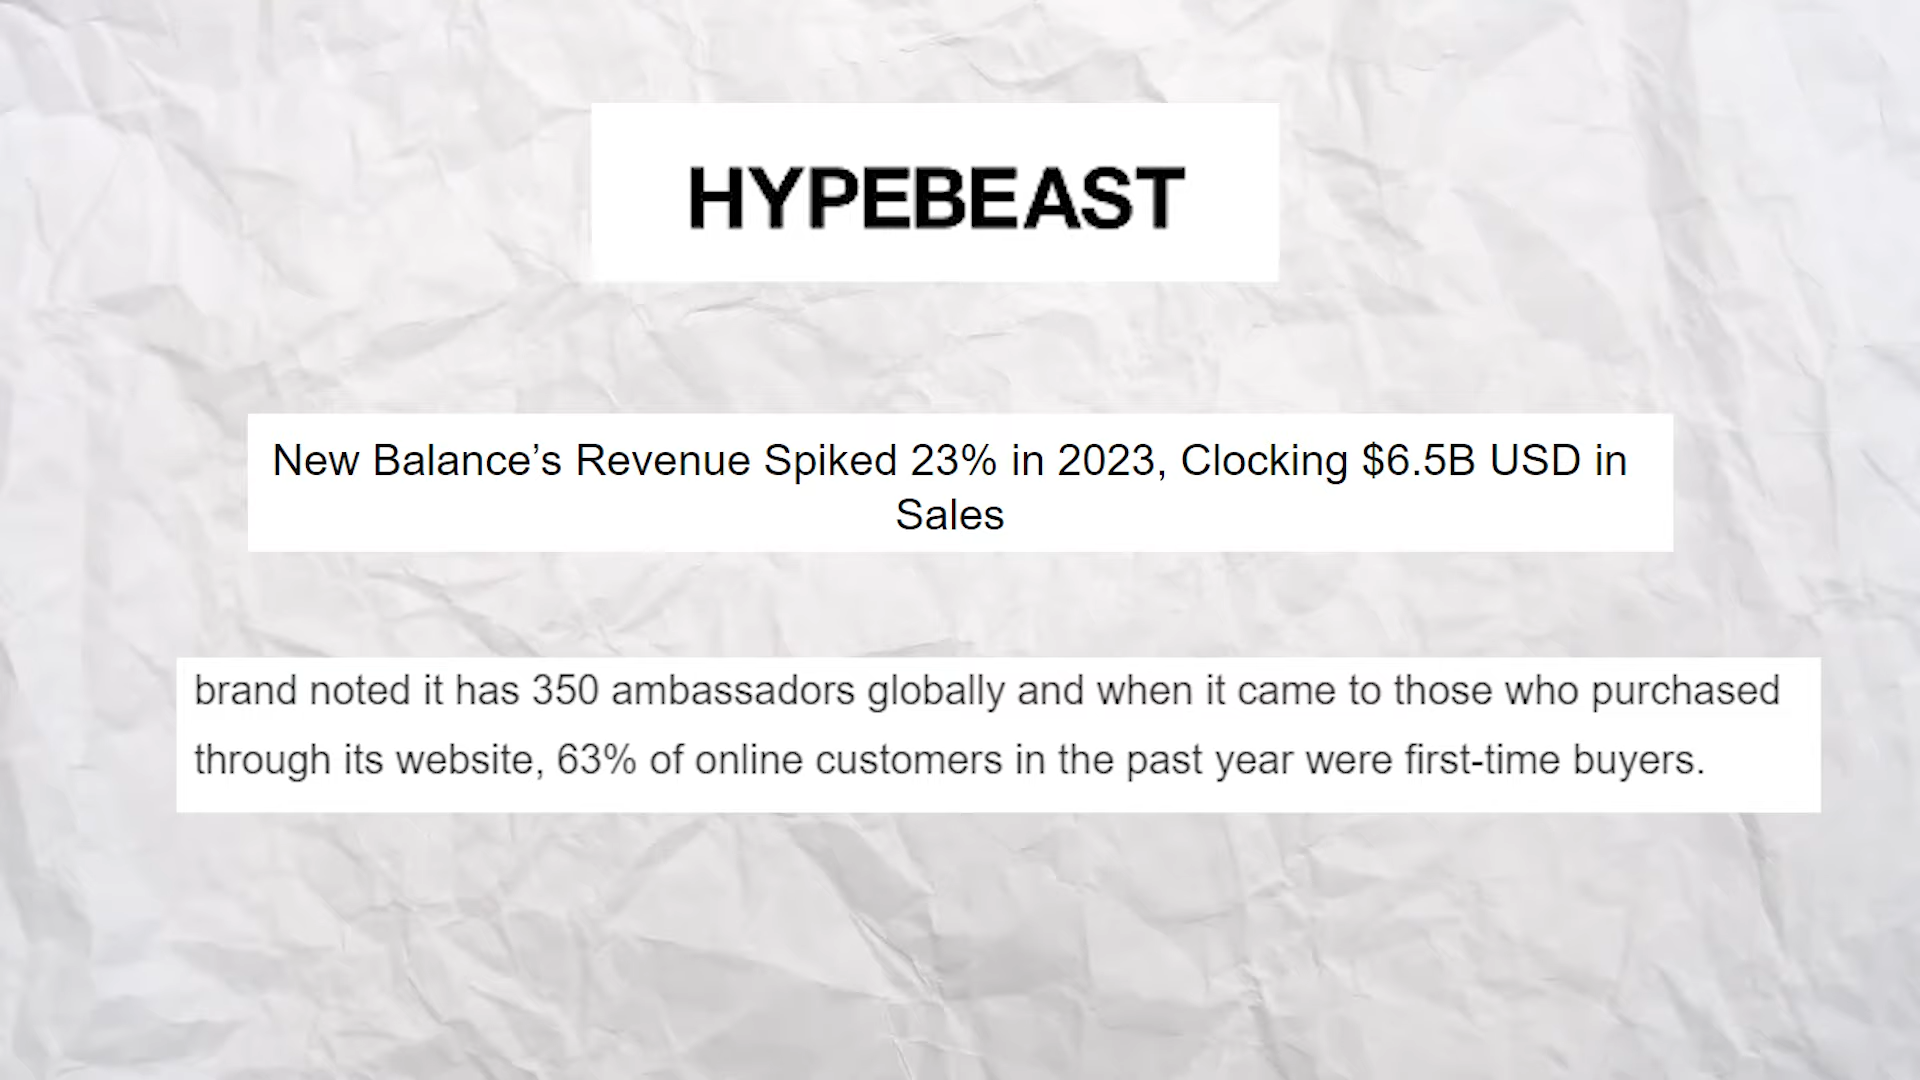 HYPEBEAST
New Balance’s Revenue Spiked 23% in 2023, Clocking $6.5B USD in
Sales
brand noted it has 350 ambassadors globally and when it came to those who purchased
through its website, 63% of online customers in the past year were first-time buyers.